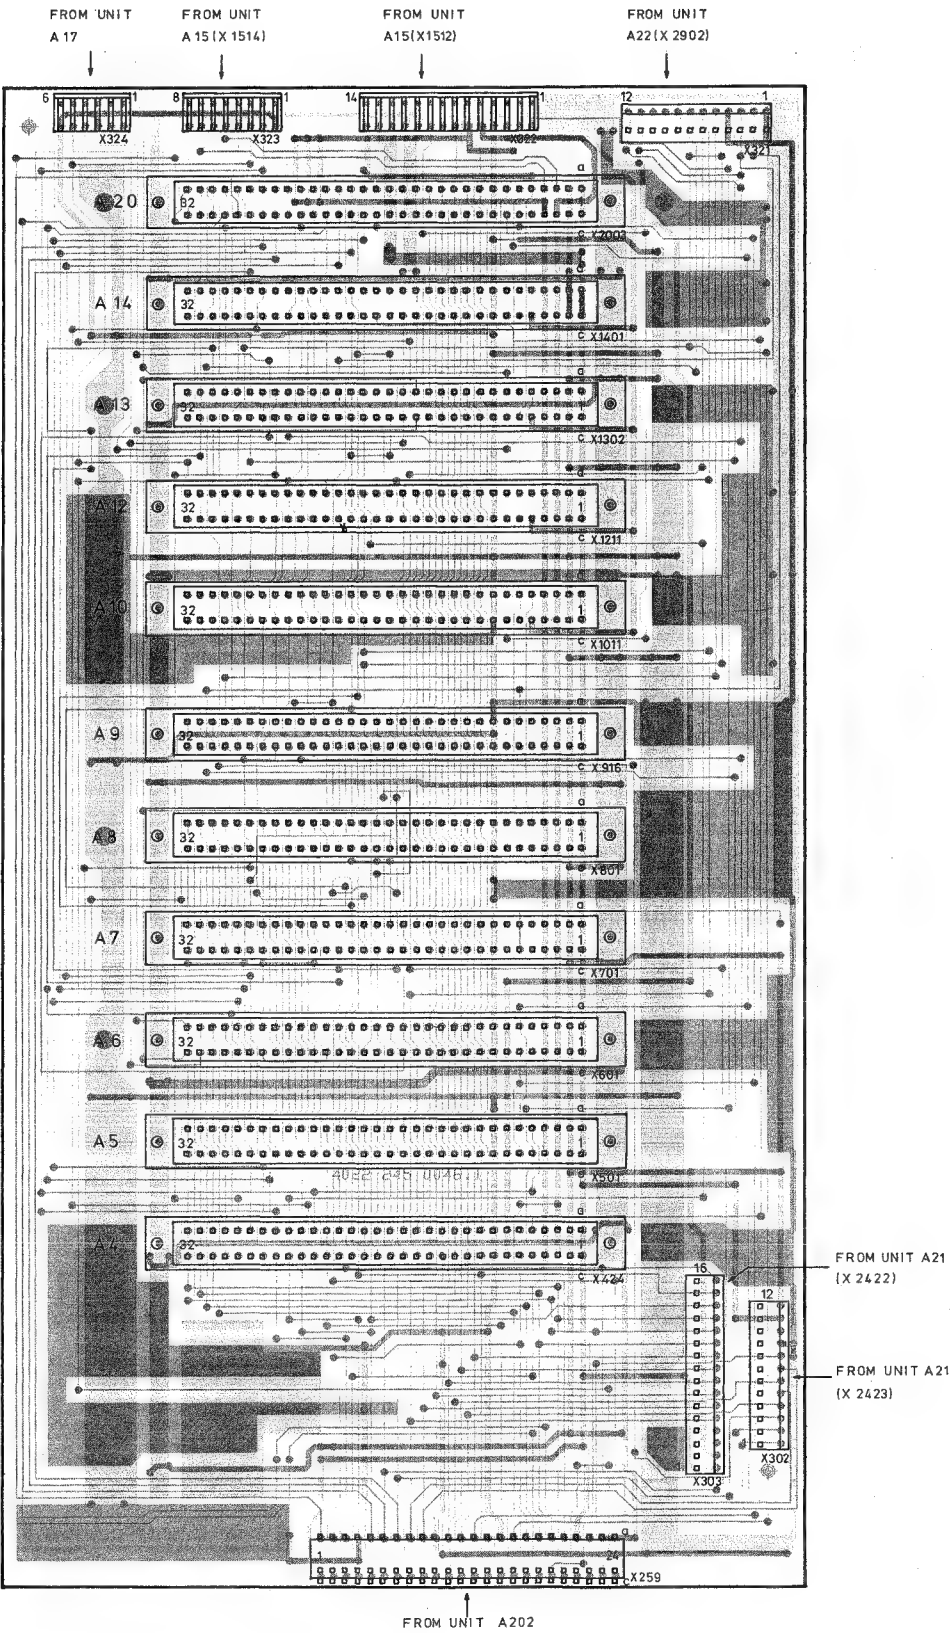 FROM UNIT
A 17
FROM UNIT
A 15 (X 1514)
FROM UNIT
A15 (X1512)
FROM UNIT
A22 (X 2902)
6 1
X324
8 1
X323
14 1
X322
12 1
X321
a
A 20
32 1
c X2003
A 14
32
c X1401
a
A 13
32
c X1302
a
A 12
32 1
c X1211
A 10
32 1
c X1011
a
A 9
32 1
c X916
a
A 8
32 1
X801
a
A 7
32 1
c X701
a
A 6
32 1
c X601
a
A 5
32 1
c X501
a
A 4
32
c X424
FROM UNIT A21
(X 2422)
16
X303
12
FROM UNIT A21
(X 2423)
X302
a
1 24
c X259
FROM UNIT A202